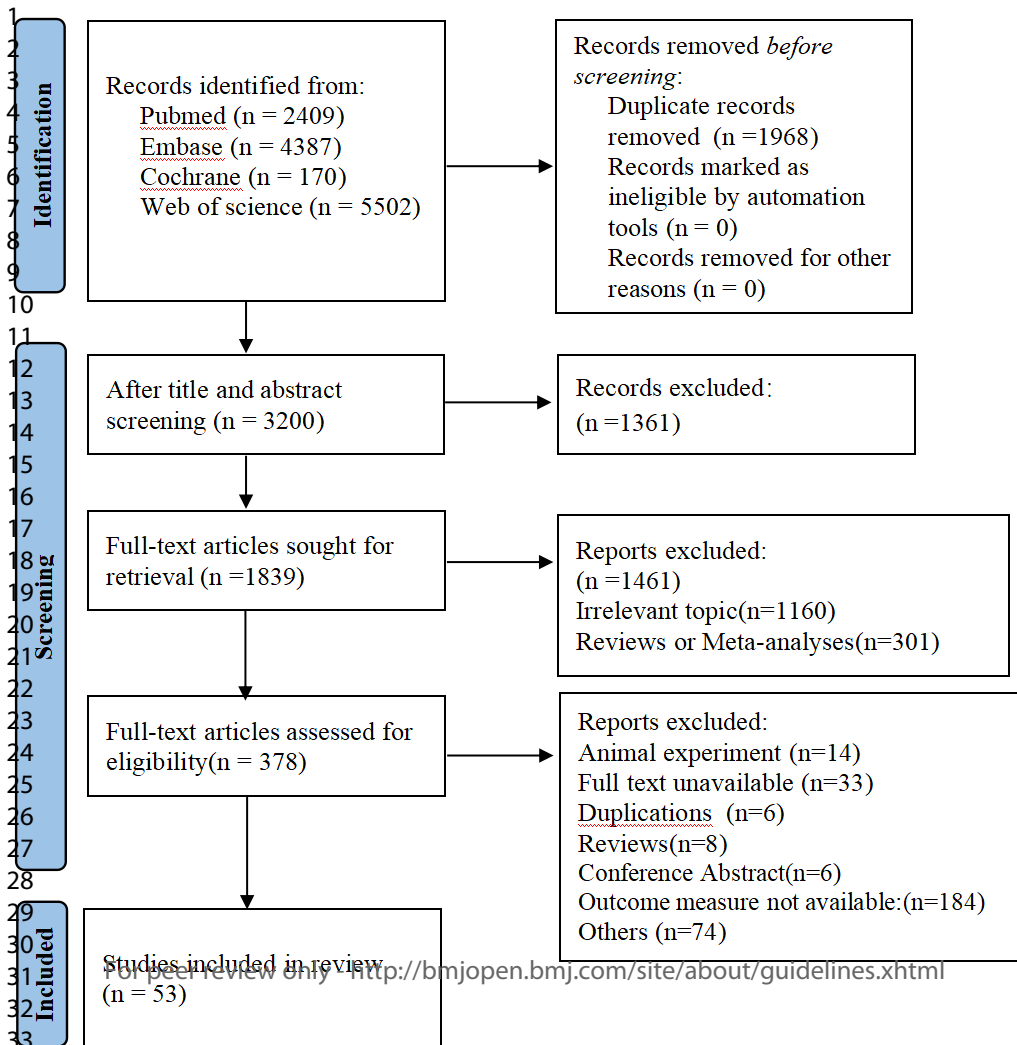 1
2
3
4
5
6
7
8
9
10
11
12
13
14
15
16
17
18
19
20
21
22
23
24
25
26
27
28
29
30
31
32
33
Identification
Records identified from:
Pubmed (n = 2409)
Embase (n = 4387)
Cochrane (n = 170)
Web of science (n = 5502)
Records removed before
screening:
Duplicate records
removed  (n =1968)
Records marked as
ineligible by automation
tools (n = 0)
Records removed for other
reasons (n = 0)
Screening
After title and abstract
screening (n = 3200)
Records excluded:
(n =1361)
Full-text articles sought for
retrieval (n =1839)
Reports excluded:
(n =1461)
Irrelevant topic(n=1160)
Reviews or Meta-analyses(n=301)
Full-text articles assessed for
eligibility(n = 378)
Reports excluded:
Animal experiment (n=14)
Full text unavailable (n=33)
Duplications  (n=6)
Reviews(n=8)
Conference Abstract(n=6)
Outcome measure not available:(n=184)
Others (n=74)
Included
Studies included in review
(n = 53)
For peer review only - http://bmjopen.bmj.com/site/about/guidelines.xhtml